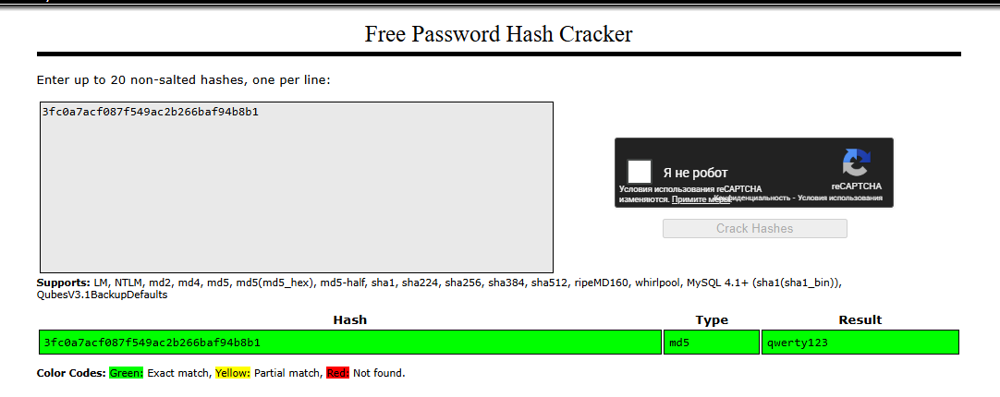 Free Password Hash Cracker
Enter up to 20 non-salted hashes, one per line:
3fc0a7acf087f549ac2b266baf94b8b1
Я не робот
reCAPTCHA
Условия использования reCAPTCHA
изменяются. Примите меры
Конфиденциальность - Условия использования
Crack Hashes
Supports: LM, NTLM, md2, md4, md5, md5(md5_hex), md5-half, sha1, sha224, sha256, sha384, sha512, ripeMD160, whirlpool, MySQL 4.1+ (sha1(sha1_bin)),
QubesV3.1BackupDefaults
Hash Type Result
3fc0a7acf087f549ac2b266baf94b8b1 md5 qwerty123
Color Codes: Green: Exact match, Yellow: Partial match, Red: Not found.